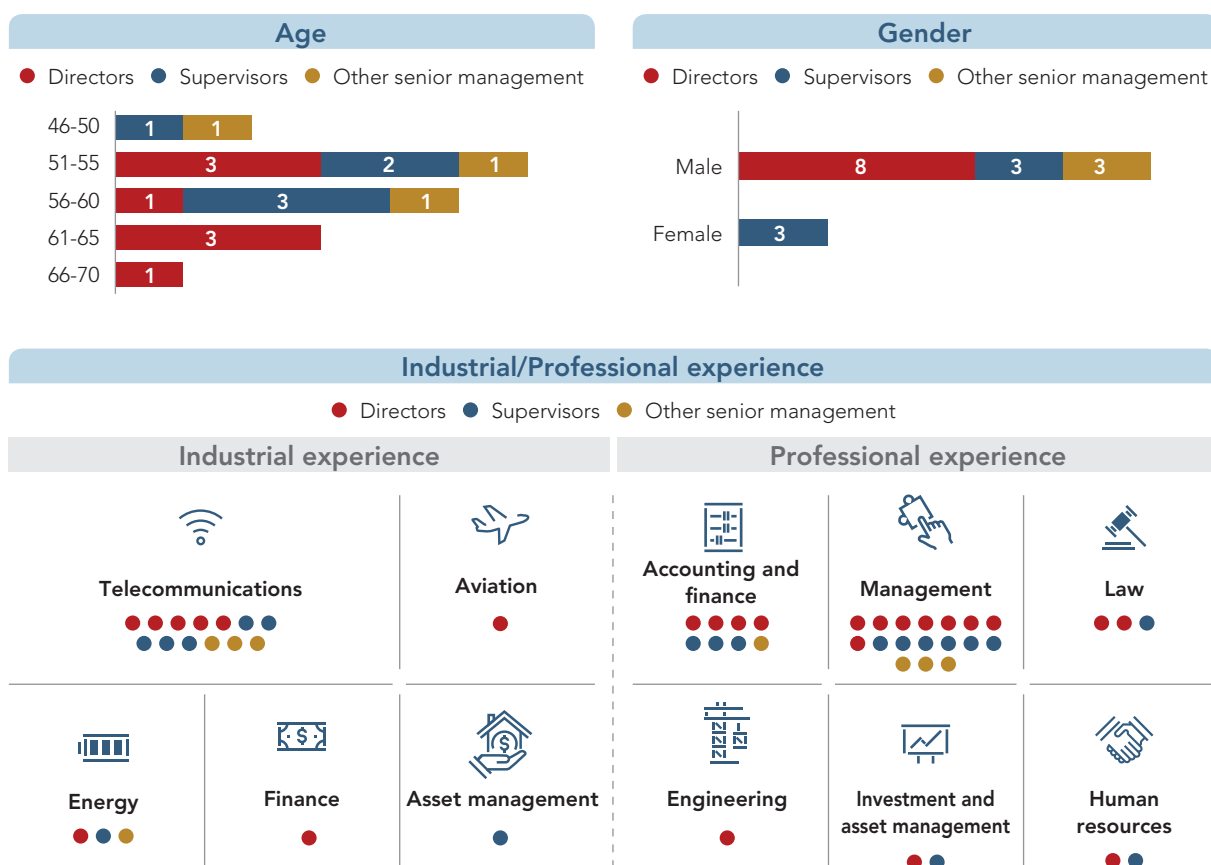 Age
Directors Supervisors Other senior management
46-50 1 1
51-55 3 2 1
56-60 1 3 1
61-65 3
66-70 1
Gender
Directors Supervisors Other senior management
Male 8 3 3
Female 3
Industrial/Professional experience
Directors Supervisors Other senior management
Industrial experience
Telecommunications
Aviation
Energy
Finance
$
Asset management
$
Professional experience
Accounting and
finance
Management
Law
Engineering
Investment and
asset management
Human
resources